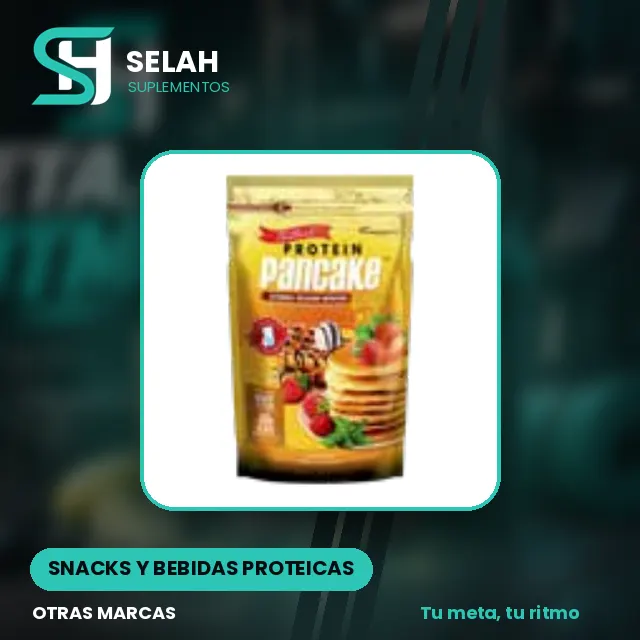 SELAH
SUPLEMENTOS
PROTEIN
Pancake
SNACKS Y BEBIDAS PROTEICAS
OTRAS MARCAS
Tu meta, tu ritmo